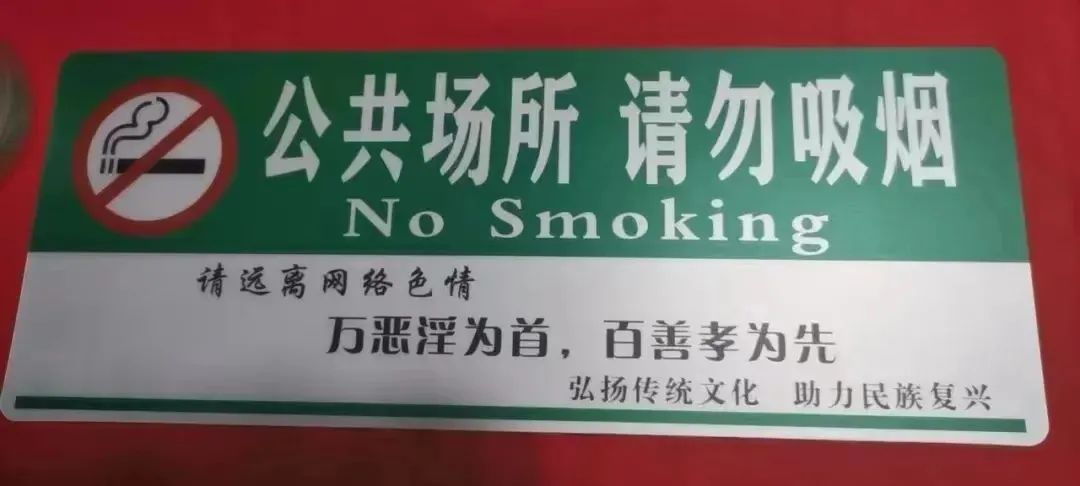 公共场所 请勿吸烟
No Smoking
请远离网络色情
万恶淫为首，百善孝为先
弘扬传统文化 助力民族复兴